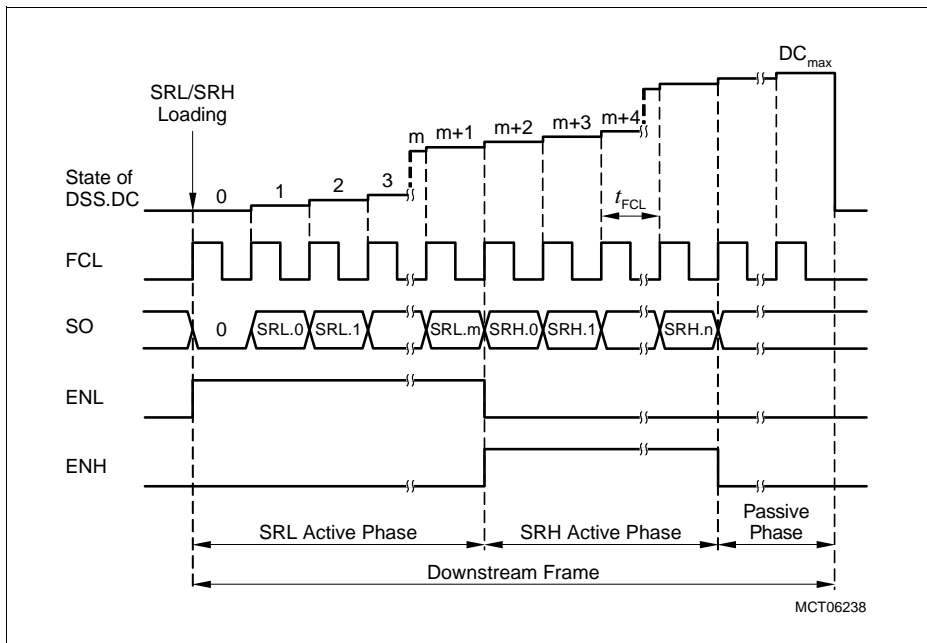 DCmax
SRL/SRH
Loading
m m+1 m+2 m+3 m+4
State of
DSS.DC
0 1 2 3
tFCL
FCL
SO
0 SRL.0 SRL.1 SRL.m SRH.0 SRH.1 SRH.n
ENL
ENH
SRL Active Phase
SRH Active Phase
Passive
Phase
Downstream Frame
MCT06238